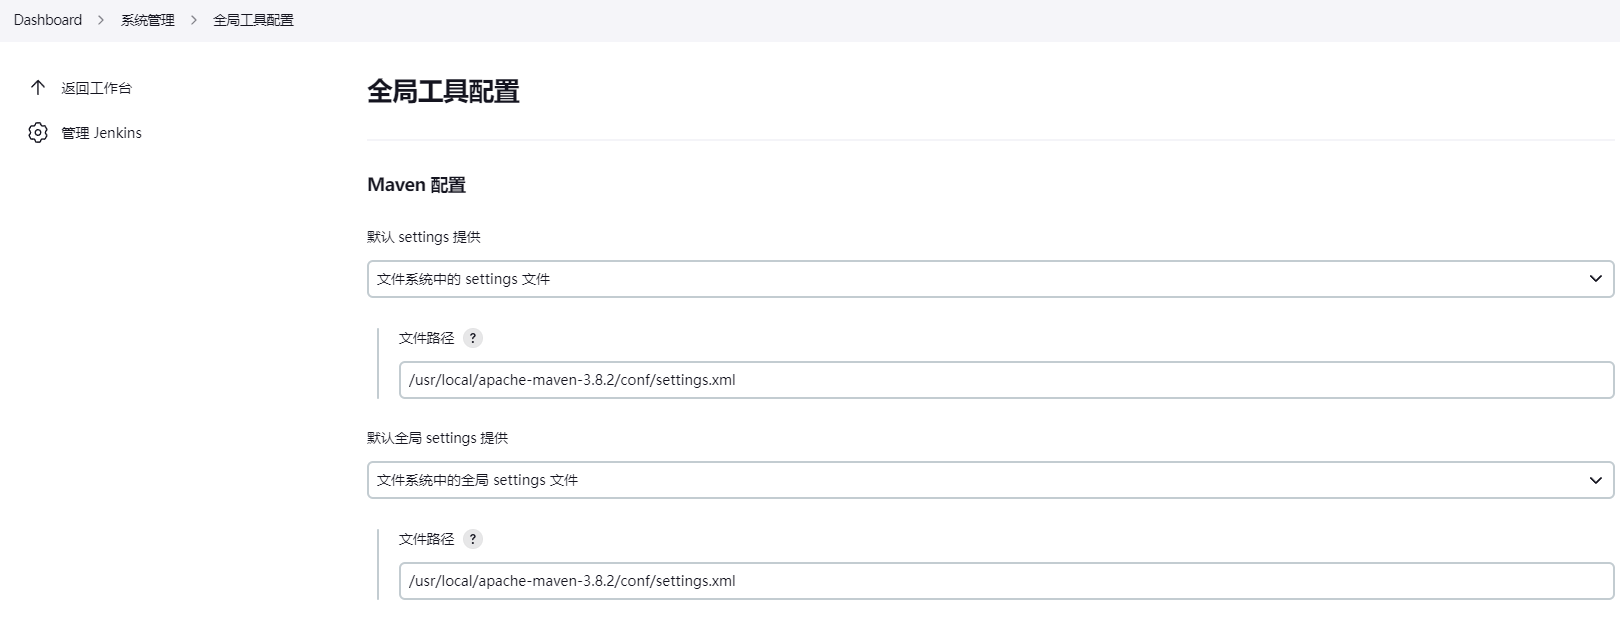 Dashboard > 系统管理 > 全局工具配置
返回工作台
管理 Jenkins
全局工具配置
Maven 配置
默认 settings 提供
文件系统中的 settings 文件
文件路径 ?
/usr/local/apache-maven-3.8.2/conf/settings.xml
默认全局 settings 提供
文件系统中的全局 settings 文件
文件路径 ?
/usr/local/apache-maven-3.8.2/conf/settings.xml